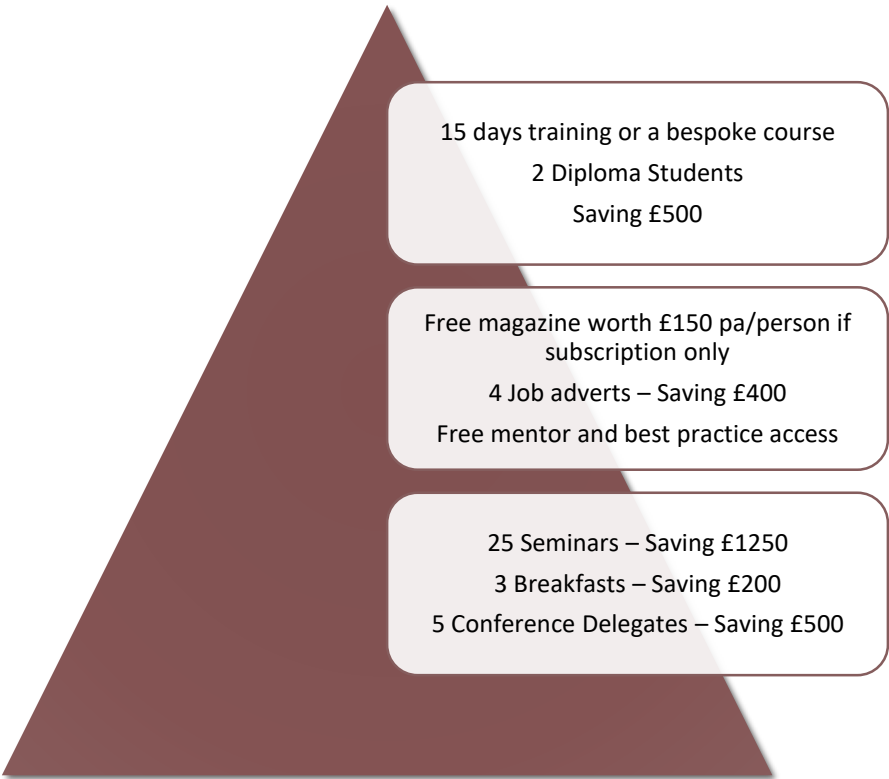 15 days training or a bespoke course
2 Diploma Students
Saving £500
Free magazine worth £150 pa/person if
subscription only
4 Job adverts – Saving £400
Free mentor and best practice access
25 Seminars – Saving £1250
3 Breakfasts – Saving £200
5 Conference Delegates – Saving £500